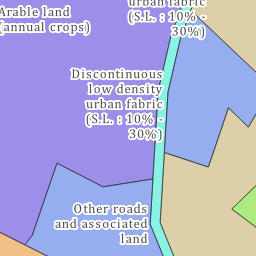 urban fabric
(S.L. : 10% -
30%)
Arable land
(annual crops)
Discontinuous
low density
urban fabric
(S.L. : 10% -
30%)
Other roads
and associated
land